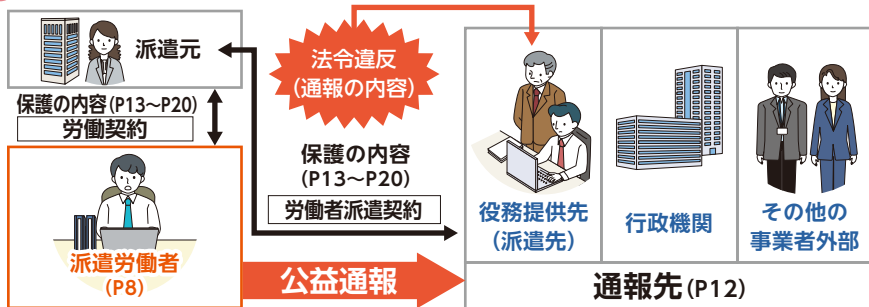 派遣元
保護の内容(P13~P20)
労働契約
派遣労働者
(P8)
法令違反
(通報の内容)
保護の内容
(P13~P20)
労働者派遣契約
公益通報
役務提供先
(派遣先)
行政機関
その他の
事業者外部
通報先(P12)